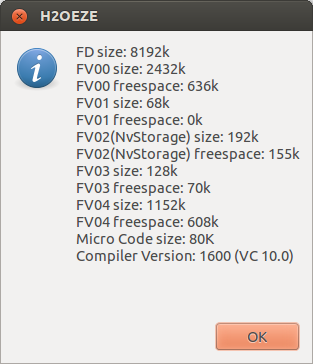 H2OEZE
FD size: 8192k
FV00 size: 2432k
FV00 freespace: 636k
FV01 size: 68k
FV01 freespace: 0k
FV02(NvStorage) size: 192k
FV02(NvStorage) freespace: 155k
FV03 size: 128k
FV03 freespace: 70k
FV04 size: 1152k
FV04 freespace: 608k
Micro Code size: 80K
Compiler Version: 1600 (VC 10.0)
OK